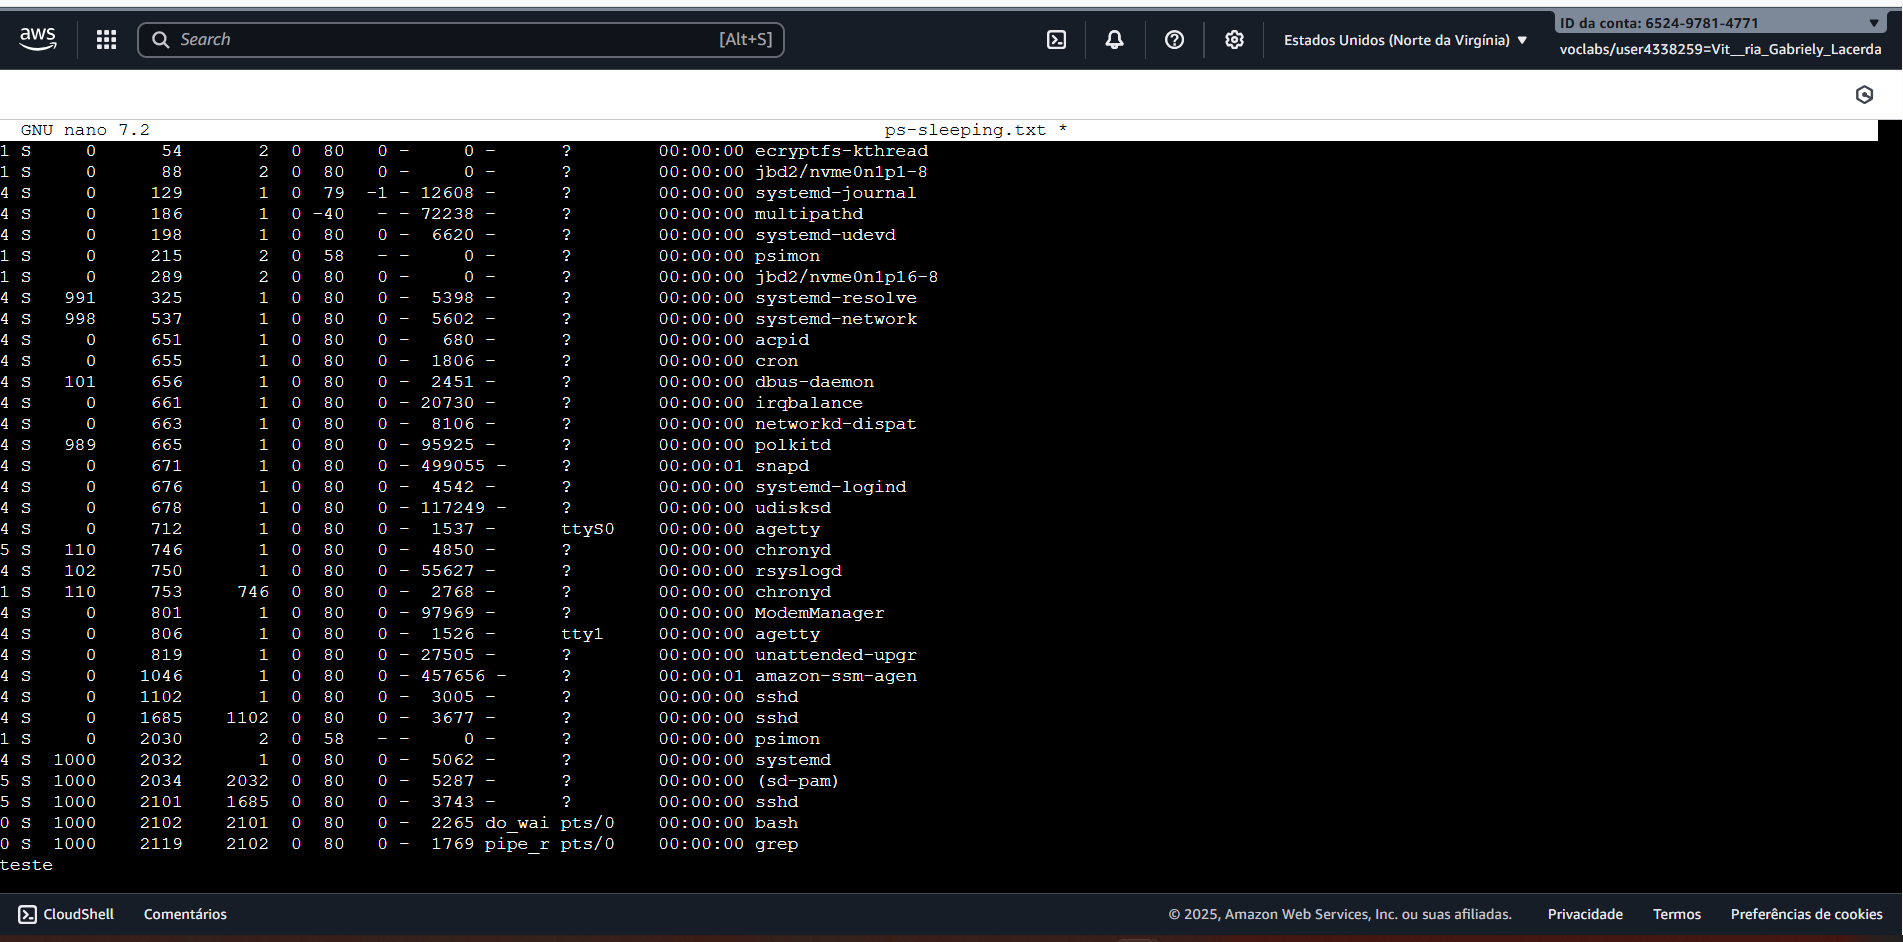 aws
Search [Alt+S]
Estados Unidos (Norte da Virgínia) ▼
ID da conta: 6524-9781-4771 ▼
voclabs/user4338259=Vit__ria_Gabriely_Lacerda
GNU nano 7.2 ps-sleeping.txt *
1 S 0 54 2 0 80 0 - 0 - ? 00:00:00 ecryptfs-kthread
1 S 0 88 2 0 80 0 - 0 - ? 00:00:00 jbd2/nvme0n1p1-8
4 S 0 129 1 0 79 -1 - 12608 - ? 00:00:00 systemd-journal
4 S 0 186 1 0 -40 - - 72238 - ? 00:00:00 multipathd
4 S 0 198 1 0 80 0 - 6620 - ? 00:00:00 systemd-udevd
1 S 0 215 2 0 58 - - 0 - ? 00:00:00 psimon
1 S 0 289 2 0 80 0 - 0 - ? 00:00:00 jbd2/nvme0n1p16-8
4 S 991 325 1 0 80 0 - 5398 - ? 00:00:00 systemd-resolve
4 S 998 537 1 0 80 0 - 5602 - ? 00:00:00 systemd-network
4 S 0 651 1 0 80 0 - 680 - ? 00:00:00 acpid
4 S 0 655 1 0 80 0 - 1806 - ? 00:00:00 cron
4 S 101 656 1 0 80 0 - 2451 - ? 00:00:00 dbus-daemon
4 S 0 661 1 0 80 0 - 20730 - ? 00:00:00 irqbalance
4 S 0 663 1 0 80 0 - 8106 - ? 00:00:00 networkd-dispat
4 S 989 665 1 0 80 0 - 95925 - ? 00:00:00 polkitd
4 S 0 671 1 0 80 0 - 499055 - ? 00:00:01 snapd
4 S 0 676 1 0 80 0 - 4542 - ? 00:00:00 systemd-logind
4 S 0 678 1 0 80 0 - 117249 - ? 00:00:00 udisksd
4 S 0 712 1 0 80 0 - 1537 - ttyS0 00:00:00 agetty
5 S 110 746 1 0 80 0 - 4850 - ? 00:00:00 chronyd
4 S 102 750 1 0 80 0 - 55627 - ? 00:00:00 rsyslogd
1 S 110 753 746 0 80 0 - 2768 - ? 00:00:00 chronyd
4 S 0 801 1 0 80 0 - 97969 - ? 00:00:00 ModemManager
4 S 0 806 1 0 80 0 - 1526 - tty1 00:00:00 agetty
4 S 0 819 1 0 80 0 - 27505 - ? 00:00:00 unattended-upgr
4 S 0 1046 1 0 80 0 - 457656 - ? 00:00:01 amazon-ssm-agen
4 S 0 1102 1 0 80 0 - 3005 - ? 00:00:00 sshd
4 S 0 1685 1102 0 80 0 - 3677 - ? 00:00:00 sshd
1 S 0 2030 2 0 58 - - 0 - ? 00:00:00 psimon
4 S 1000 2032 1 0 80 0 - 5062 - ? 00:00:00 systemd
5 S 1000 2034 2032 0 80 0 - 5287 - ? 00:00:00 (sd-pam)
5 S 1000 2101 1685 0 80 0 - 3743 - ? 00:00:00 sshd
0 S 1000 2102 2101 0 80 0 - 2265 do_wai pts/0 00:00:00 bash
0 S 1000 2119 2102 0 80 0 - 1769 pipe_r pts/0 00:00:00 grep
teste
CloudShell Comentários © 2025, Amazon Web Services, Inc. ou suas afiliadas. Privacidade Termos Preferências de cookies